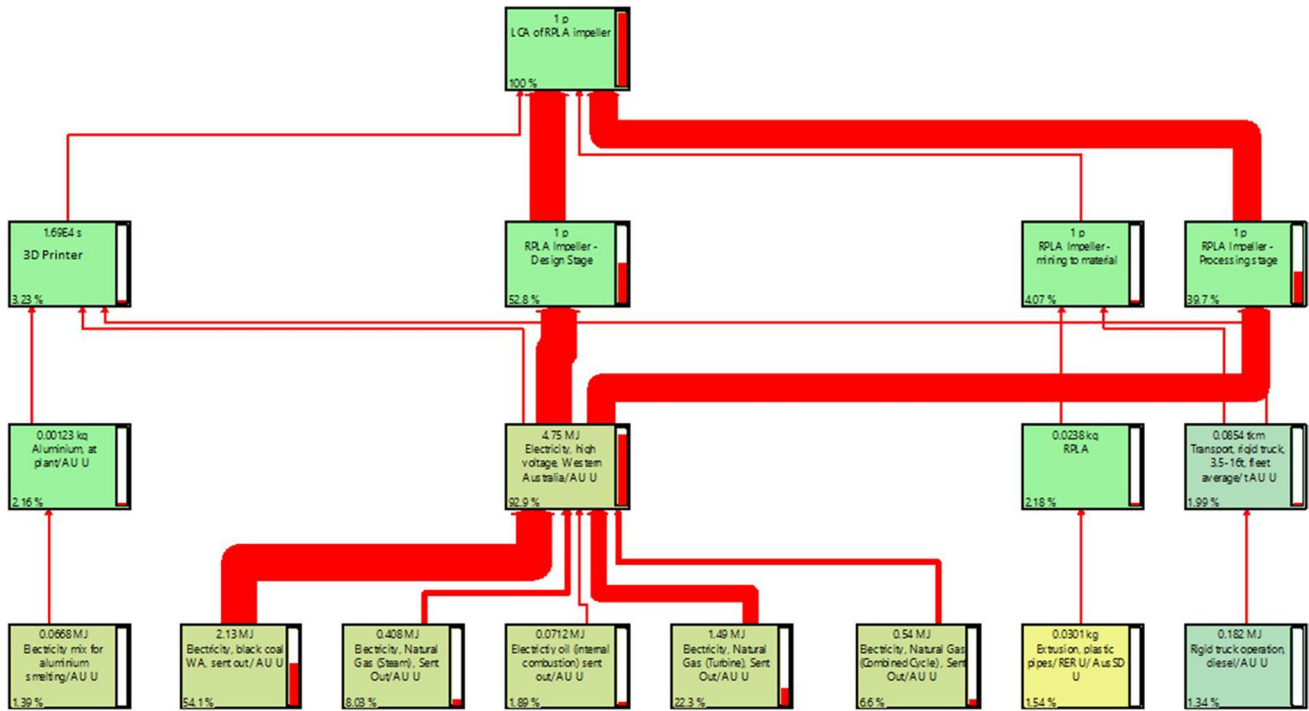 1 p
LCA of RPLA impeller
100 %
1.69E4 s
3D Printer
3.23 %
1 p
RPLA Impeller -
Design Stage
52.8 %
1 p
RPLA Impeller -
mining to material
4.07 %
1 p
RPLA Impeller -
Processing stage
39.7 %
0.00123 kg
Aluminium, at
plant/AU U
2.16 %
4.75 MJ
Electricity, high
voltage, Western
Australia/AU U
92.9 %
0.0238 kg
RPLA
2.18 %
0.0854 tkm
Transport, rigid truck,
3.5-16t, fleet
average/tAU U
1.99 %
0.0668 MJ
Electricity mix for
aluminium
smelting/AU U
1.39 %
2.13 MJ
Electricity, black coal
WA, sent out/AU U
54.1 %
0.408 MJ
Electricity, Natural
Gas (Steam), Sent
Out/AU U
8.03 %
0.0712 MJ
Electrictiy oil (internal
combustion) sent
out/AU U
1.89 %
1.49 MJ
Electricity, Natural
Gas (Turbine), Sent
Out/AU U
22.3 %
0.54 MJ
Electricity, Natural Gas
(Combined Cycle), Sent
Out/AU U
6.6 %
0.0301 kg
Extrusion, plastic
pipes/RER U/AusSD
U
1.54 %
0.182 MJ
Rigid truck operation,
diesel/AU U
1.34 %